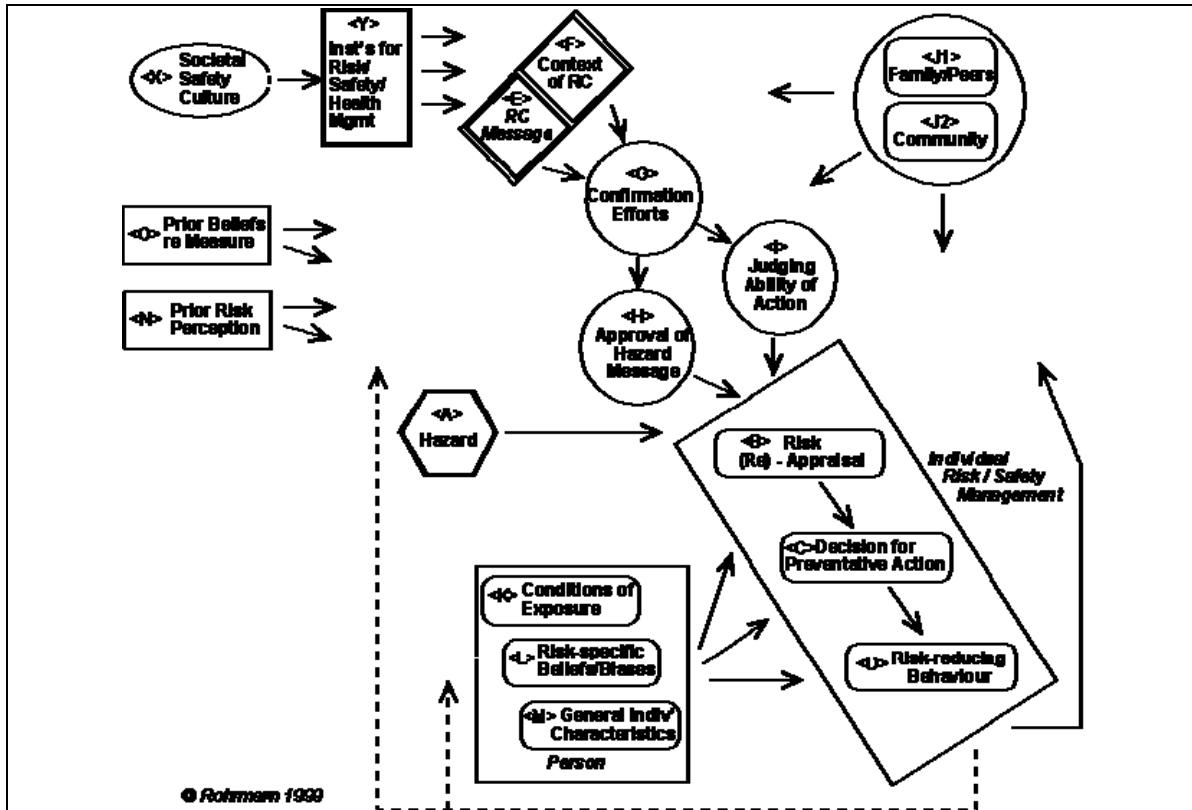 <X> Societal
Safety
Culture
<Y>
Inst's for
Risk/
Safety/
Health
Mgmt
<F>
Context
of RC
<E>
RC
Message
<J1>
Family/Peers
<J2>
Community
<G>
Confirmation
Efforts
<O> Prior Beliefs
re Measure
<I>
Judging
Ability of
Action
<N> Prior Risk
Perception
<H>
Approval of
Hazard
Message
<A>
Hazard
<B> Risk
(Re) - Appraisal
Individual
Risk / Safety
Management
<C> Decision for
Preventative Action
<K> Conditions of
Exposure
<L> Risk-specific
Beliefs/Biases
<D> Risk-reducing
Behaviour
<M> General Indiv'
Characteristics
Person
© Rohrmann 1999